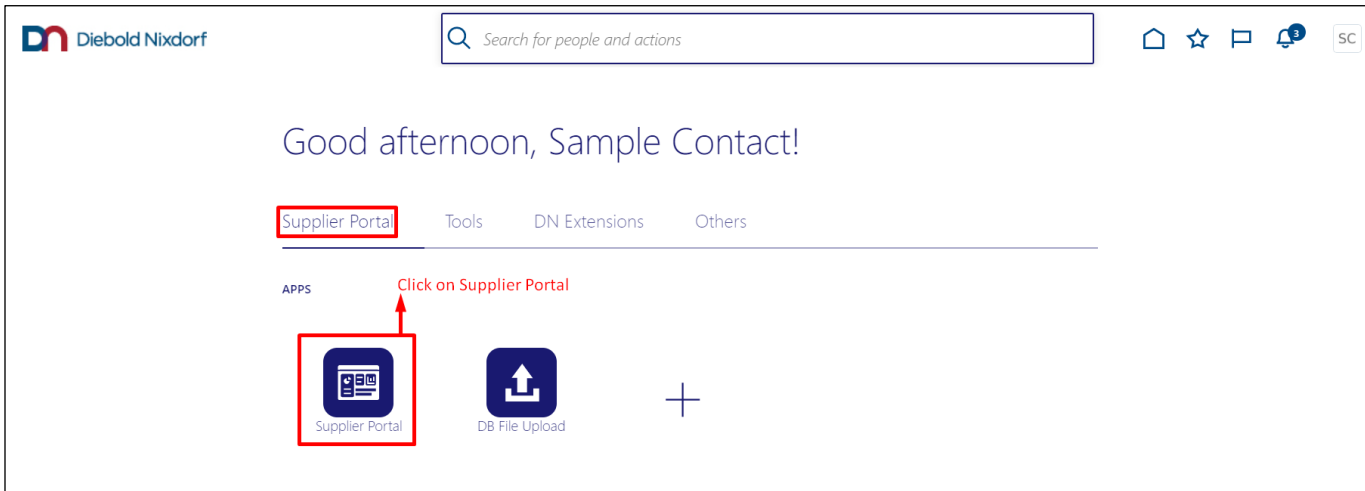 Diebold Nixdorf
Search for people and actions
3
SC
Good afternoon, Sample Contact!
Supplier Portal
Tools
DN Extensions
Others
APPS
Click on Supplier Portal
Supplier Portal
DB File Upload